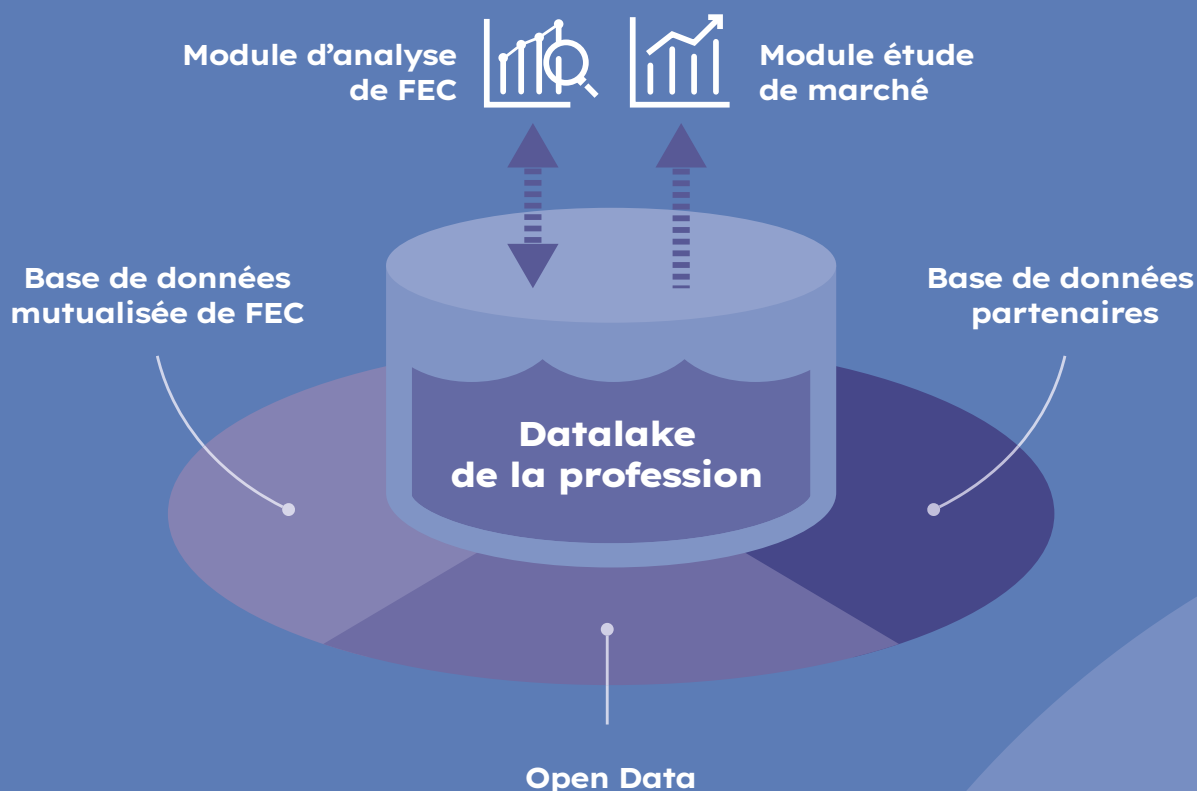 Module d'analyse
de FEC
Module étude
de marché
Base de données
mutualisée de FEC
Base de données
partenaires
Datalake
de la profession
Open Data